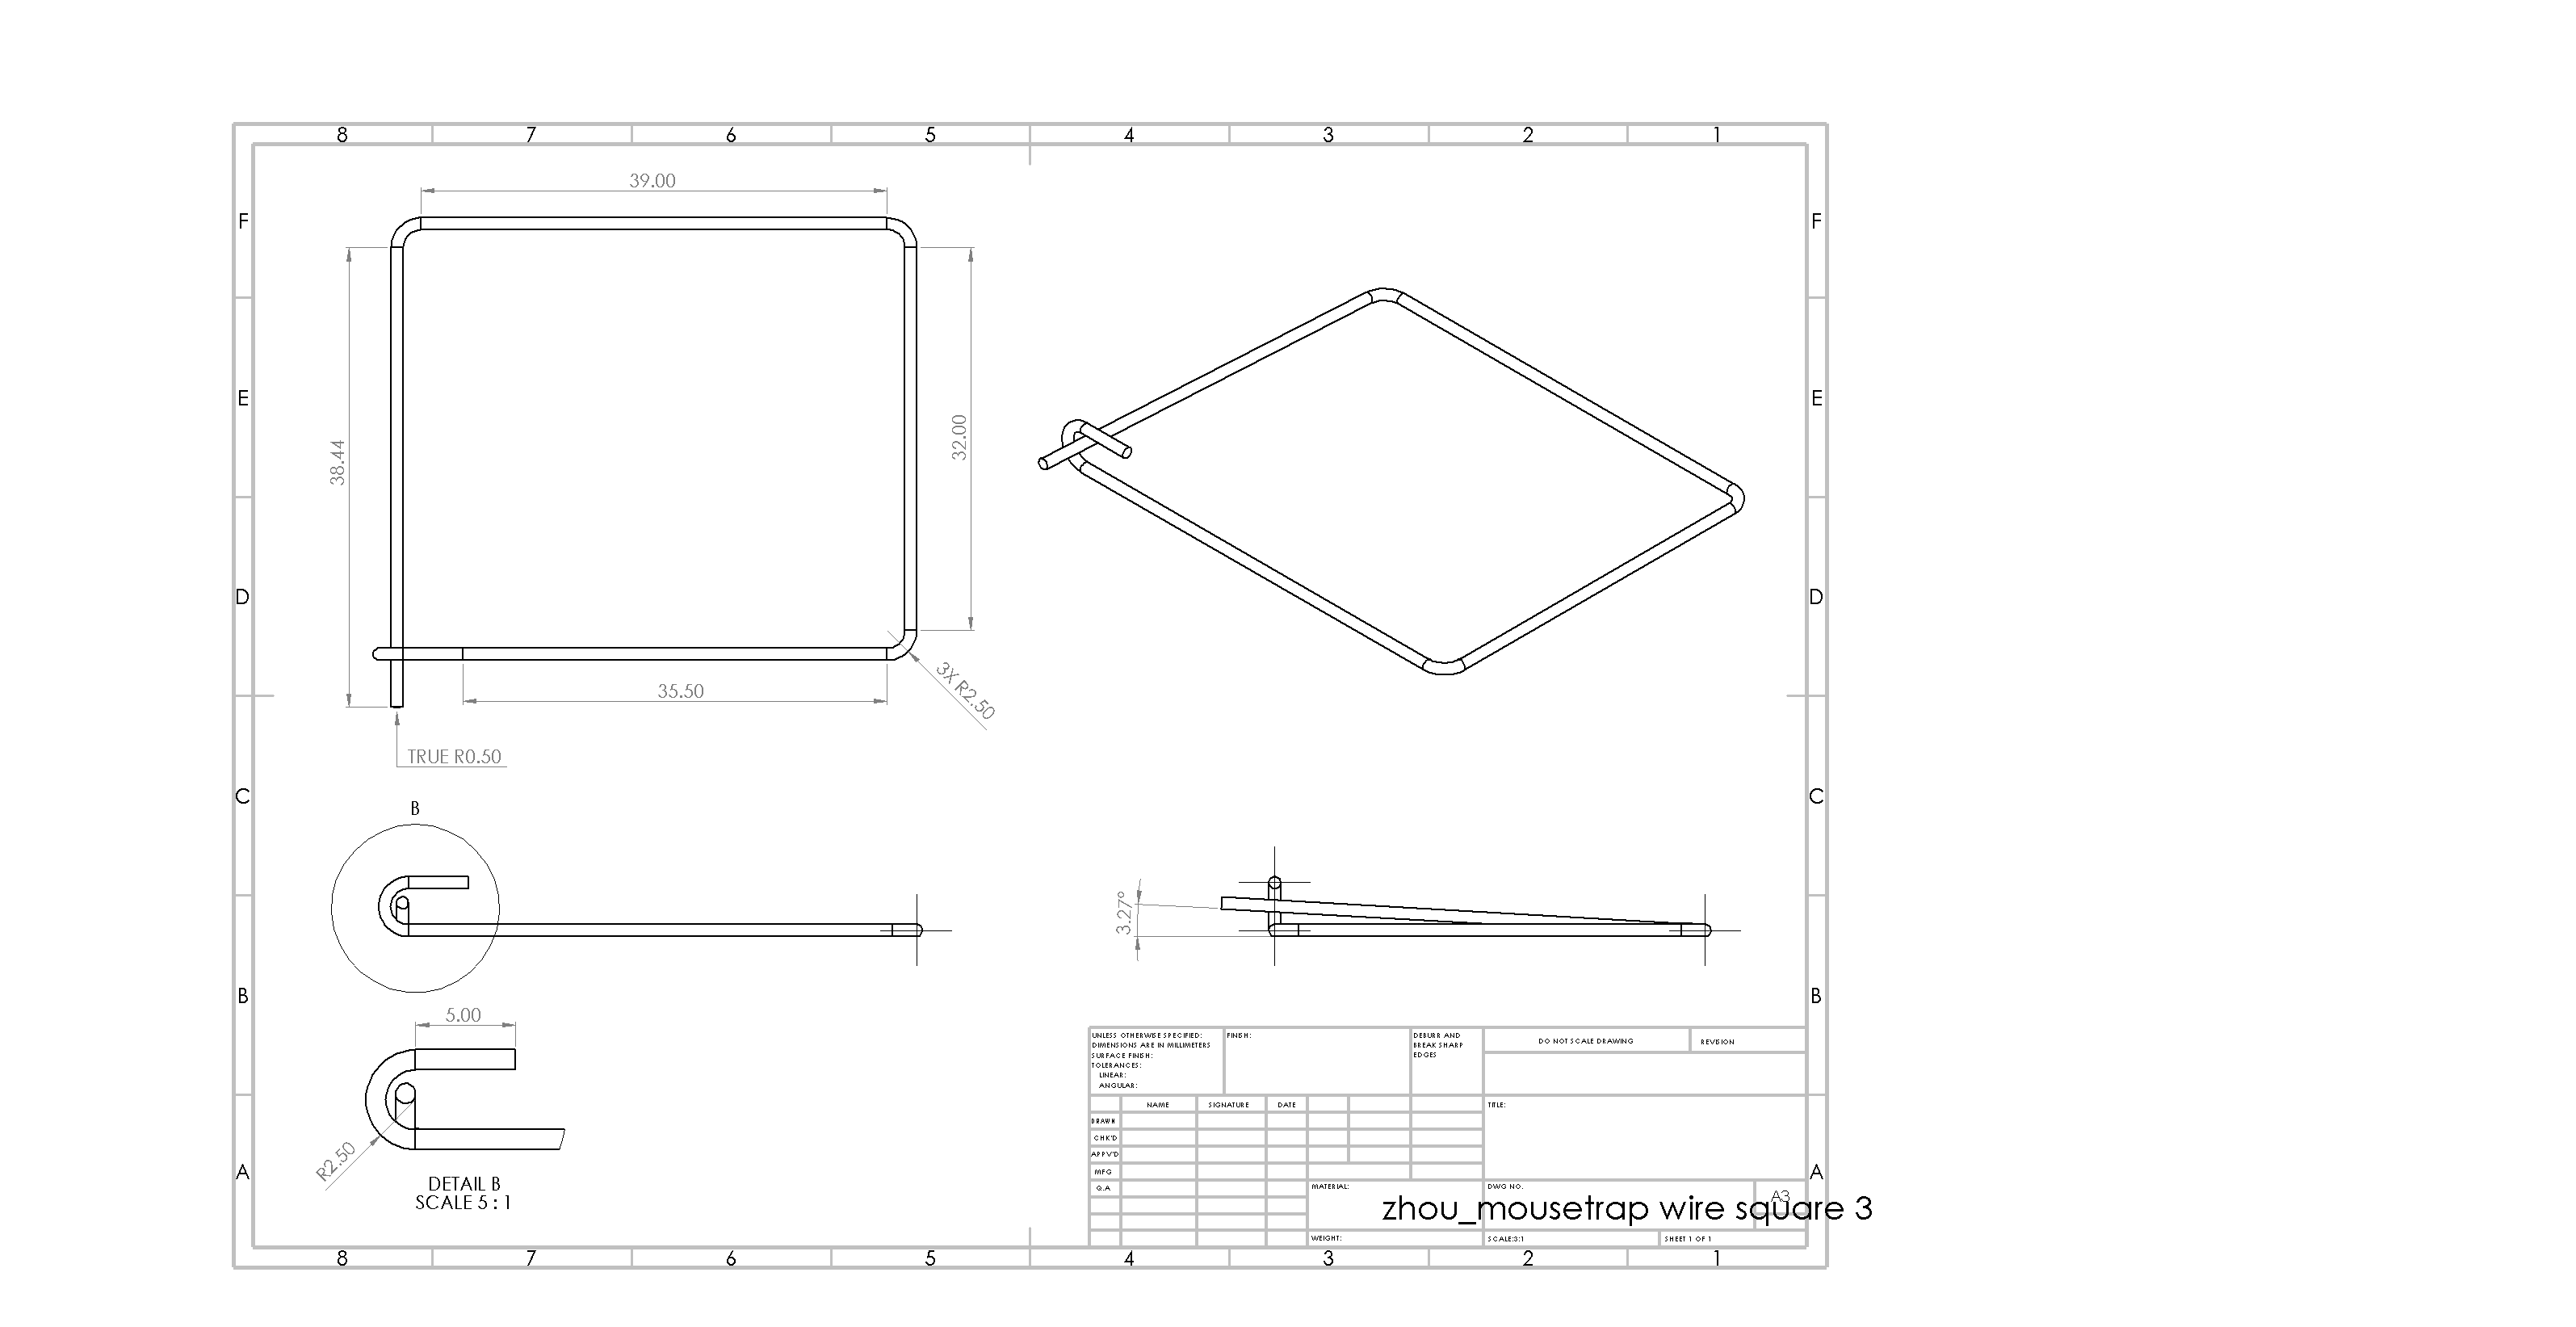 8 7 6 5 4 3 2 1
F F
E E
D D
C C
B B
A A
8 7 6 5 4 3 2 1
39.00
38.44
32.00
35.50
3X R2.50
TRUE R0.50
B
3.27°
5.00
R2.50
DETAIL B
SCALE 5 : 1
UNLESS OTHERWISE SPECIFIED:
DIMENSIONS ARE IN MILLIMETERS
SURFACE FINISH:
TOLERANCES:
LINEAR:
ANGULAR:
FINISH:
DEBURR AND
BREAK SHARP
EDGES
DO NOT SCALE DRAWING
REVISION
NAME SIGNATURE DATE
DRAWN
CHK'D
APPV'D
MFG
Q.A
TITLE:
MATERIAL:
DWG NO.
A3
zhou_mousetrap wire square 3
WEIGHT:
SCALE:3:1
SHEET 1 OF 1